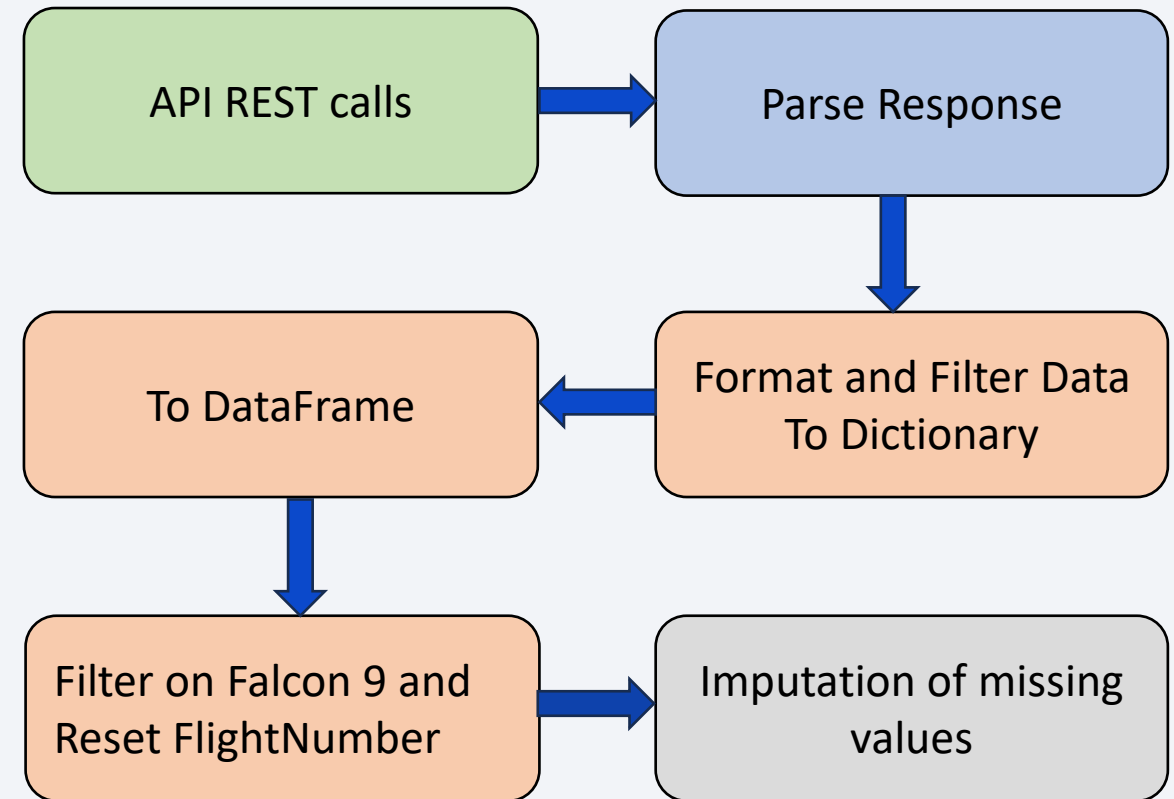 API REST calls
Parse Response
Format and Filter Data
To Dictionary
To DataFrame
Filter on Falcon 9 and
Reset FlightNumber
Imputation of missing
values